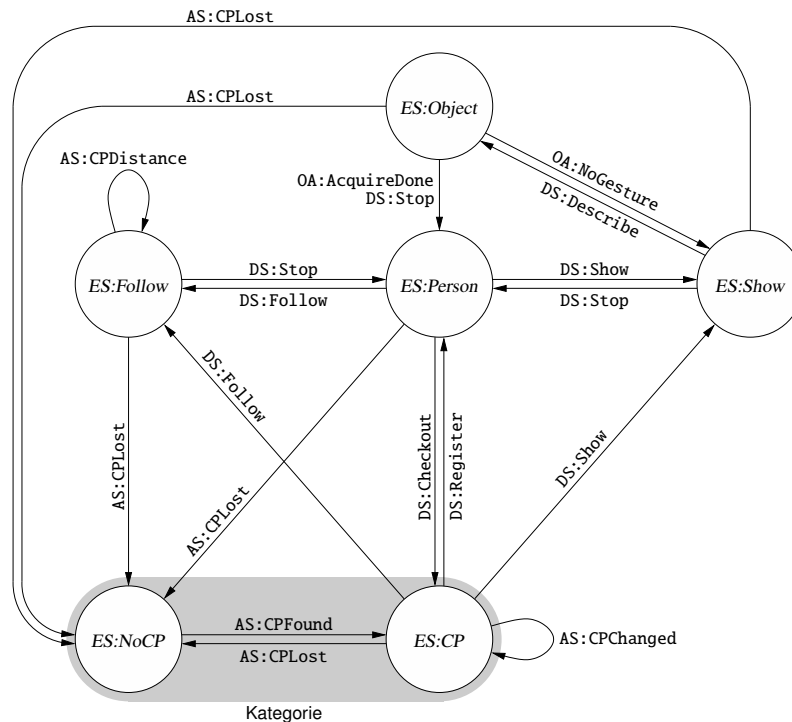 AS:CPLost
AS:CPLost
ES:Object
AS:CPDistance
OA:AcquireDone
DS:Stop
OA:NoGesture
DS:Describe
ES:Follow
DS:Stop
DS:Follow
ES:Person
DS:Show
DS:Stop
ES:Show
DS:Follow
AS:CPLost
AS:CPLost
DS:Checkout
DS:Register
DS:Show
ES:NoCP
AS:CPFound
AS:CPLost
ES:CP
AS:CPChanged
Kategorie